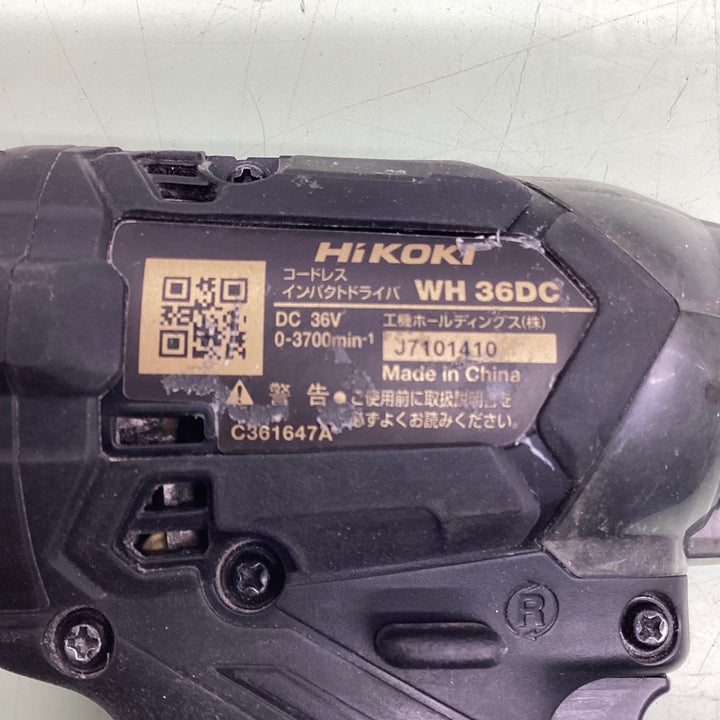 HiKOKI
コードレス
インパクトドライバ WH 36DC
DC 36V 工機ホールディングス(株)
0-3700min⁻¹ J7101410
Made in China
警告 ●ご使用前に取扱説明書を
必ずよくお読みください。
C361647A
R